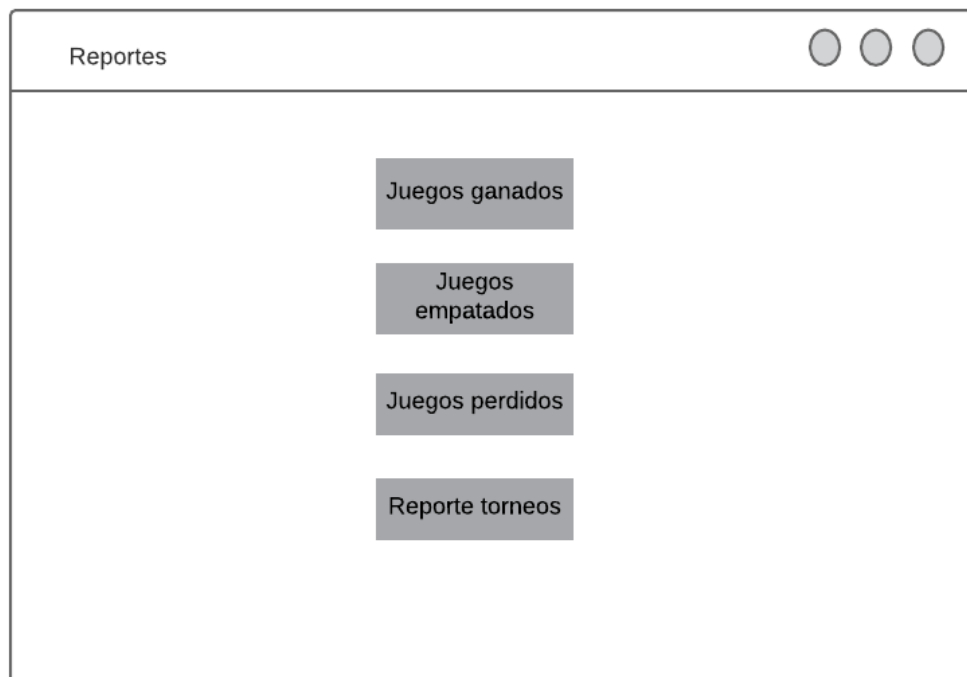 Reportes
Juegos ganados
Juegos
empatados
Juegos perdidos
Reporte torneos